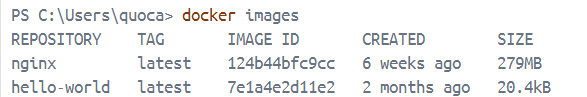 PS C:\Users\quoca> docker images
REPOSITORY    TAG       IMAGE ID       CREATED        SIZE
nginx         latest    124b44bfc9cc   6 weeks ago    279MB
hello-world   latest    7e1a4e2d11e2   2 months ago   20.4kB